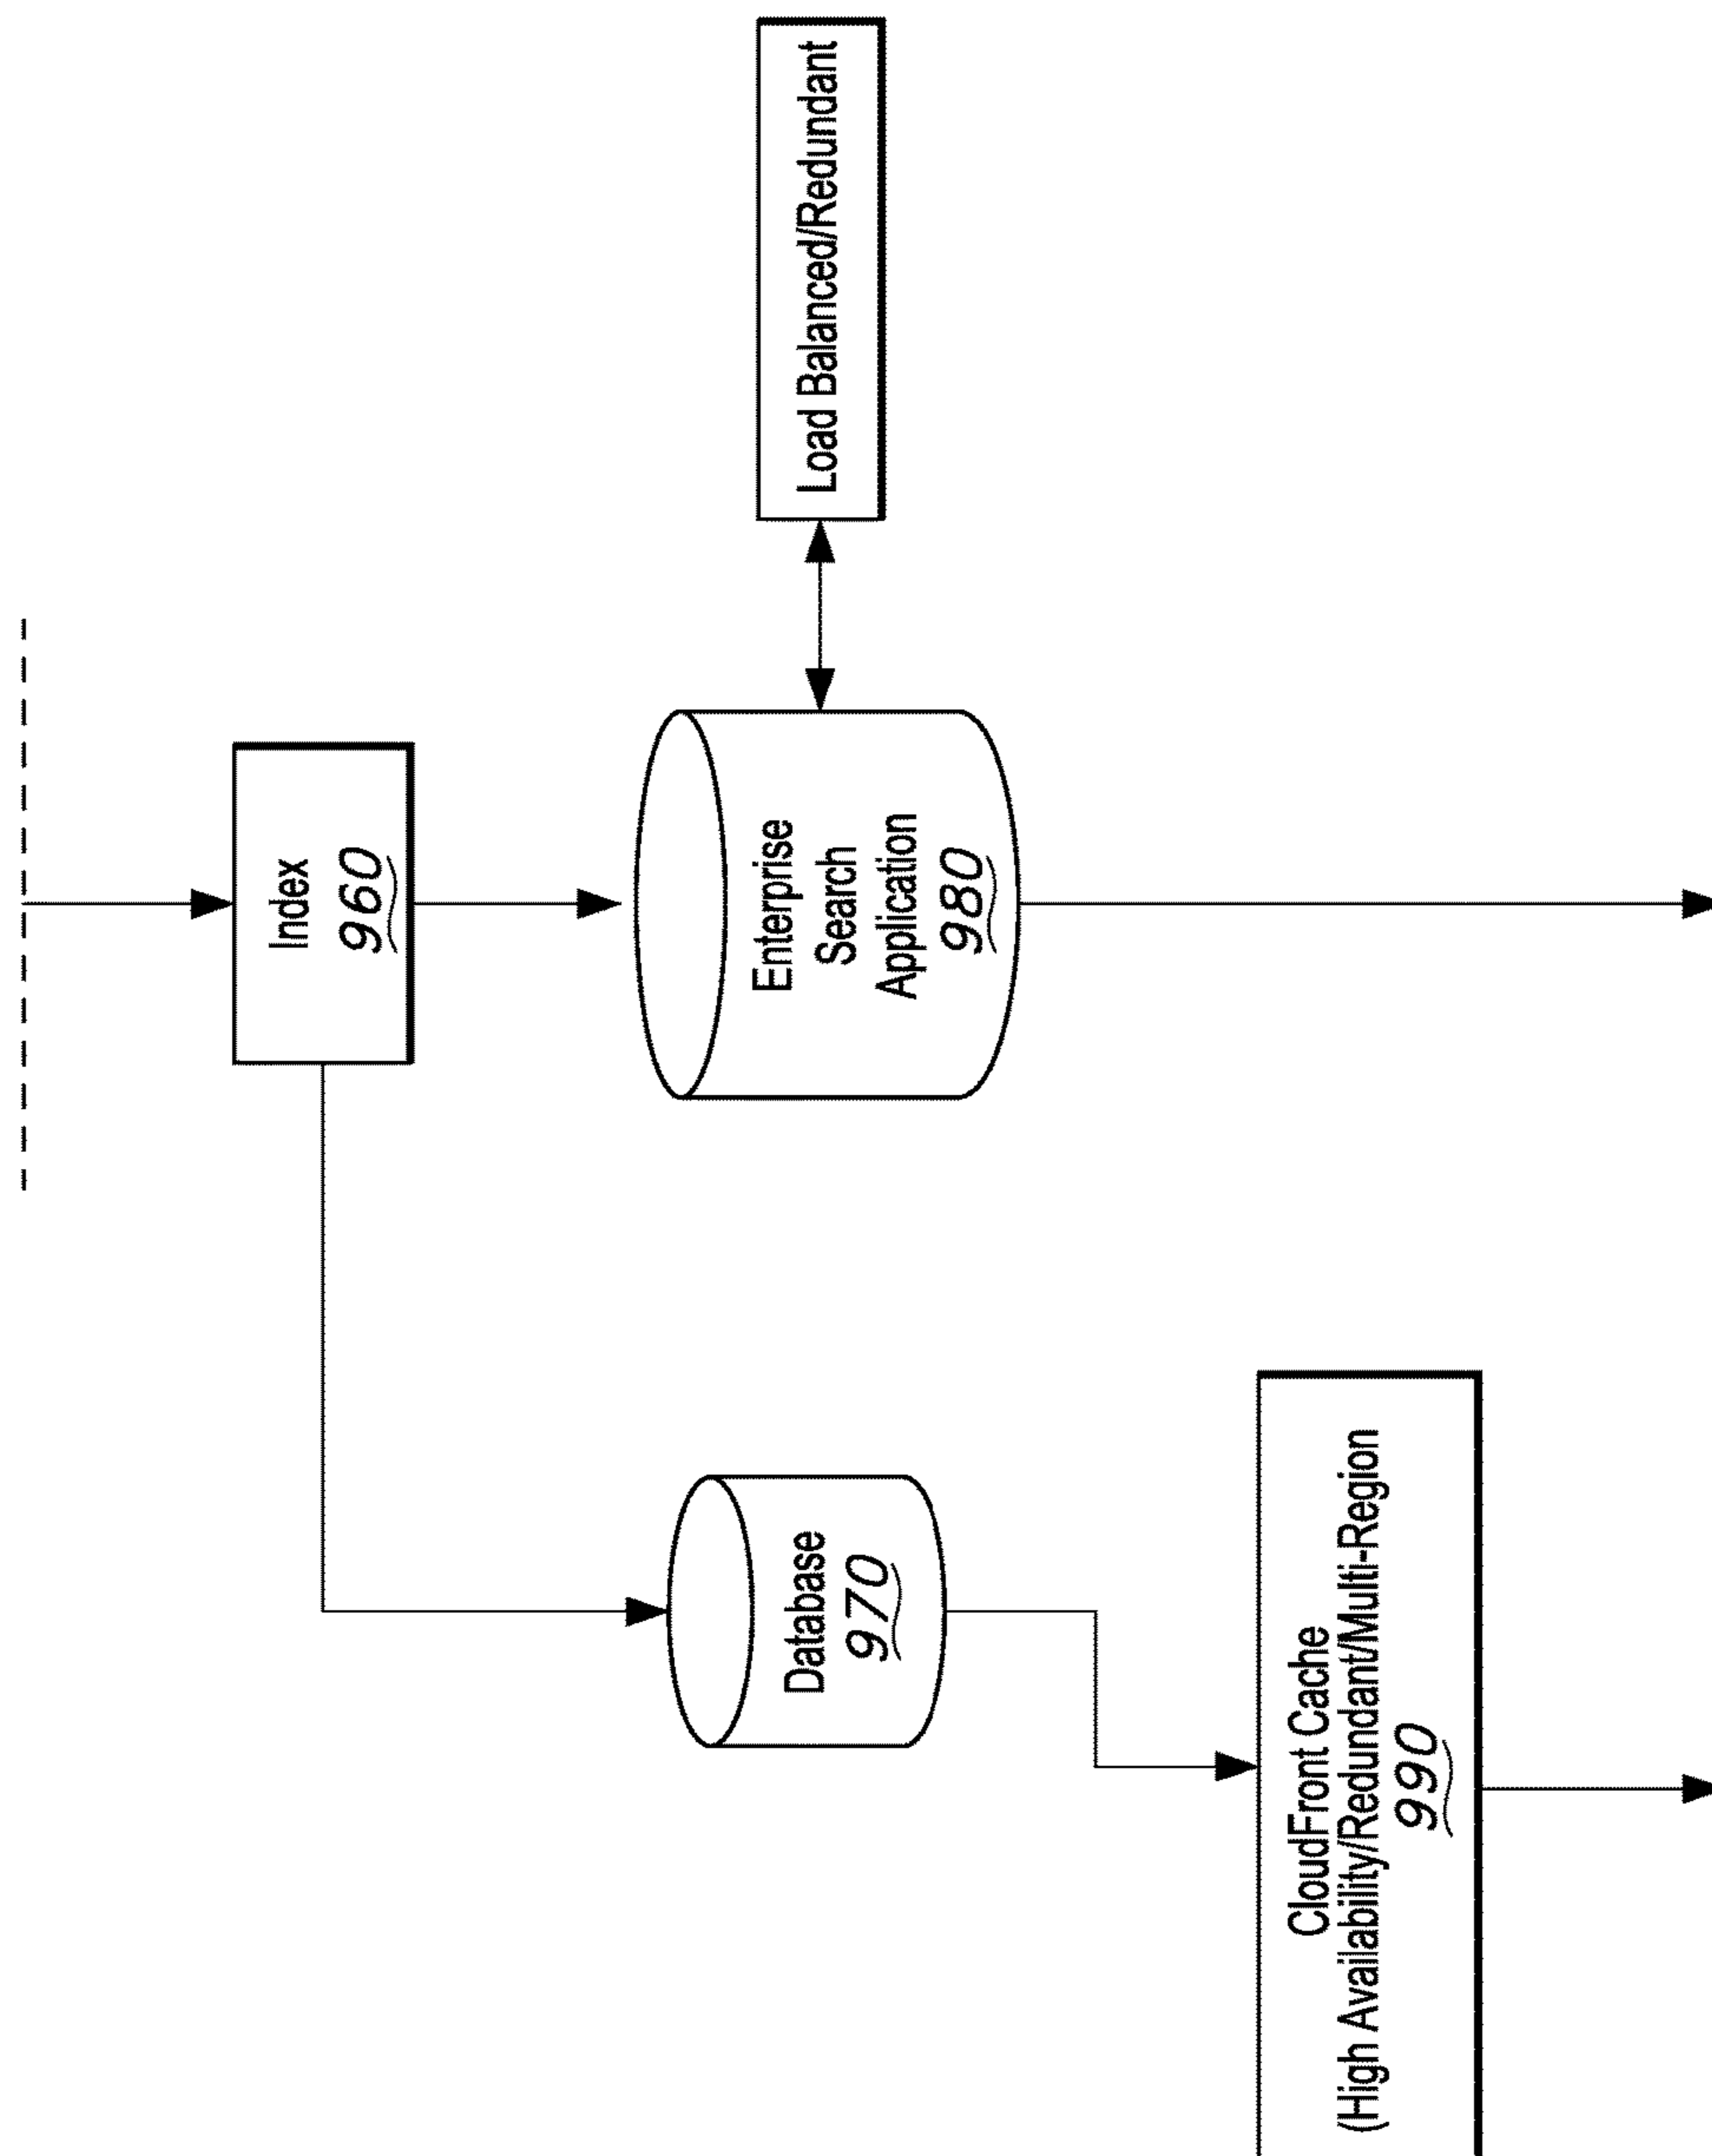 Index
960
Load Balanced/Redundant
Enterprise
Search
Application
980
Database
970
CloudFront Cache
(High Availability/Redundant/Multi-Region
990